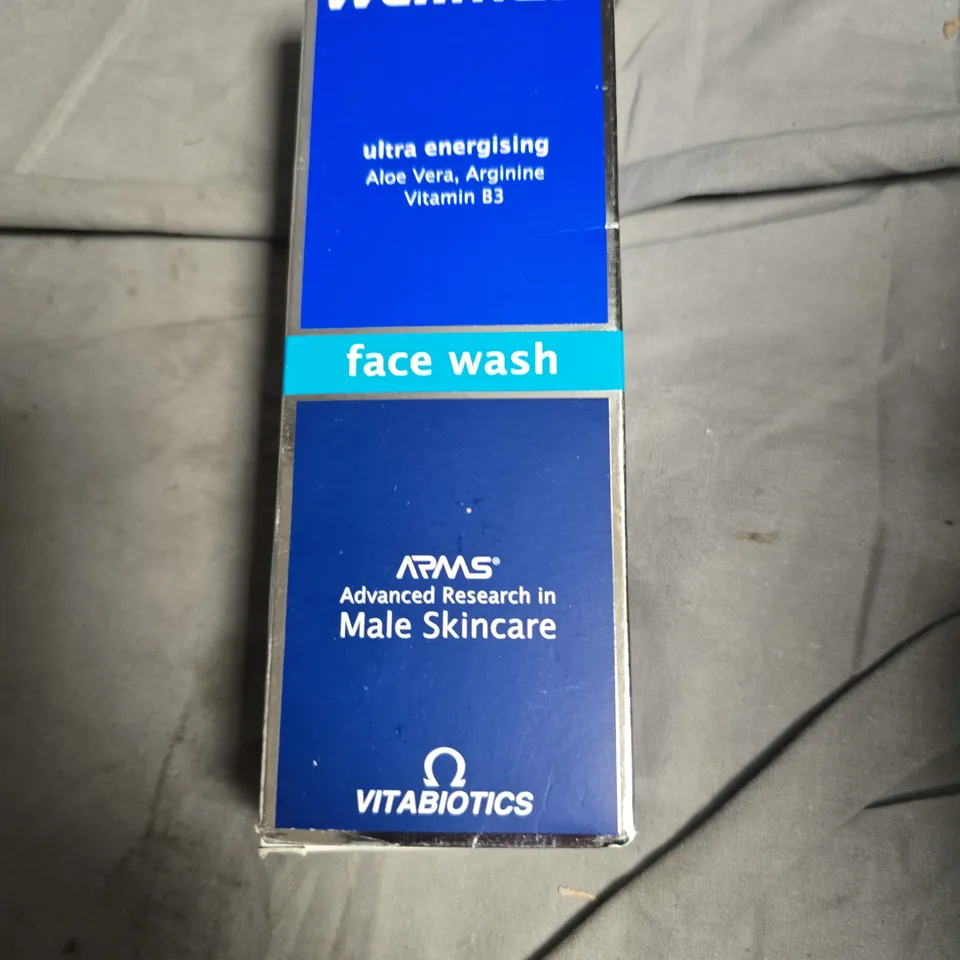 ultra energising
Aloe Vera, Arginine
Vitamin B3
face wash
ARMS®
Advanced Research in
Male Skincare
VITABIOTICS